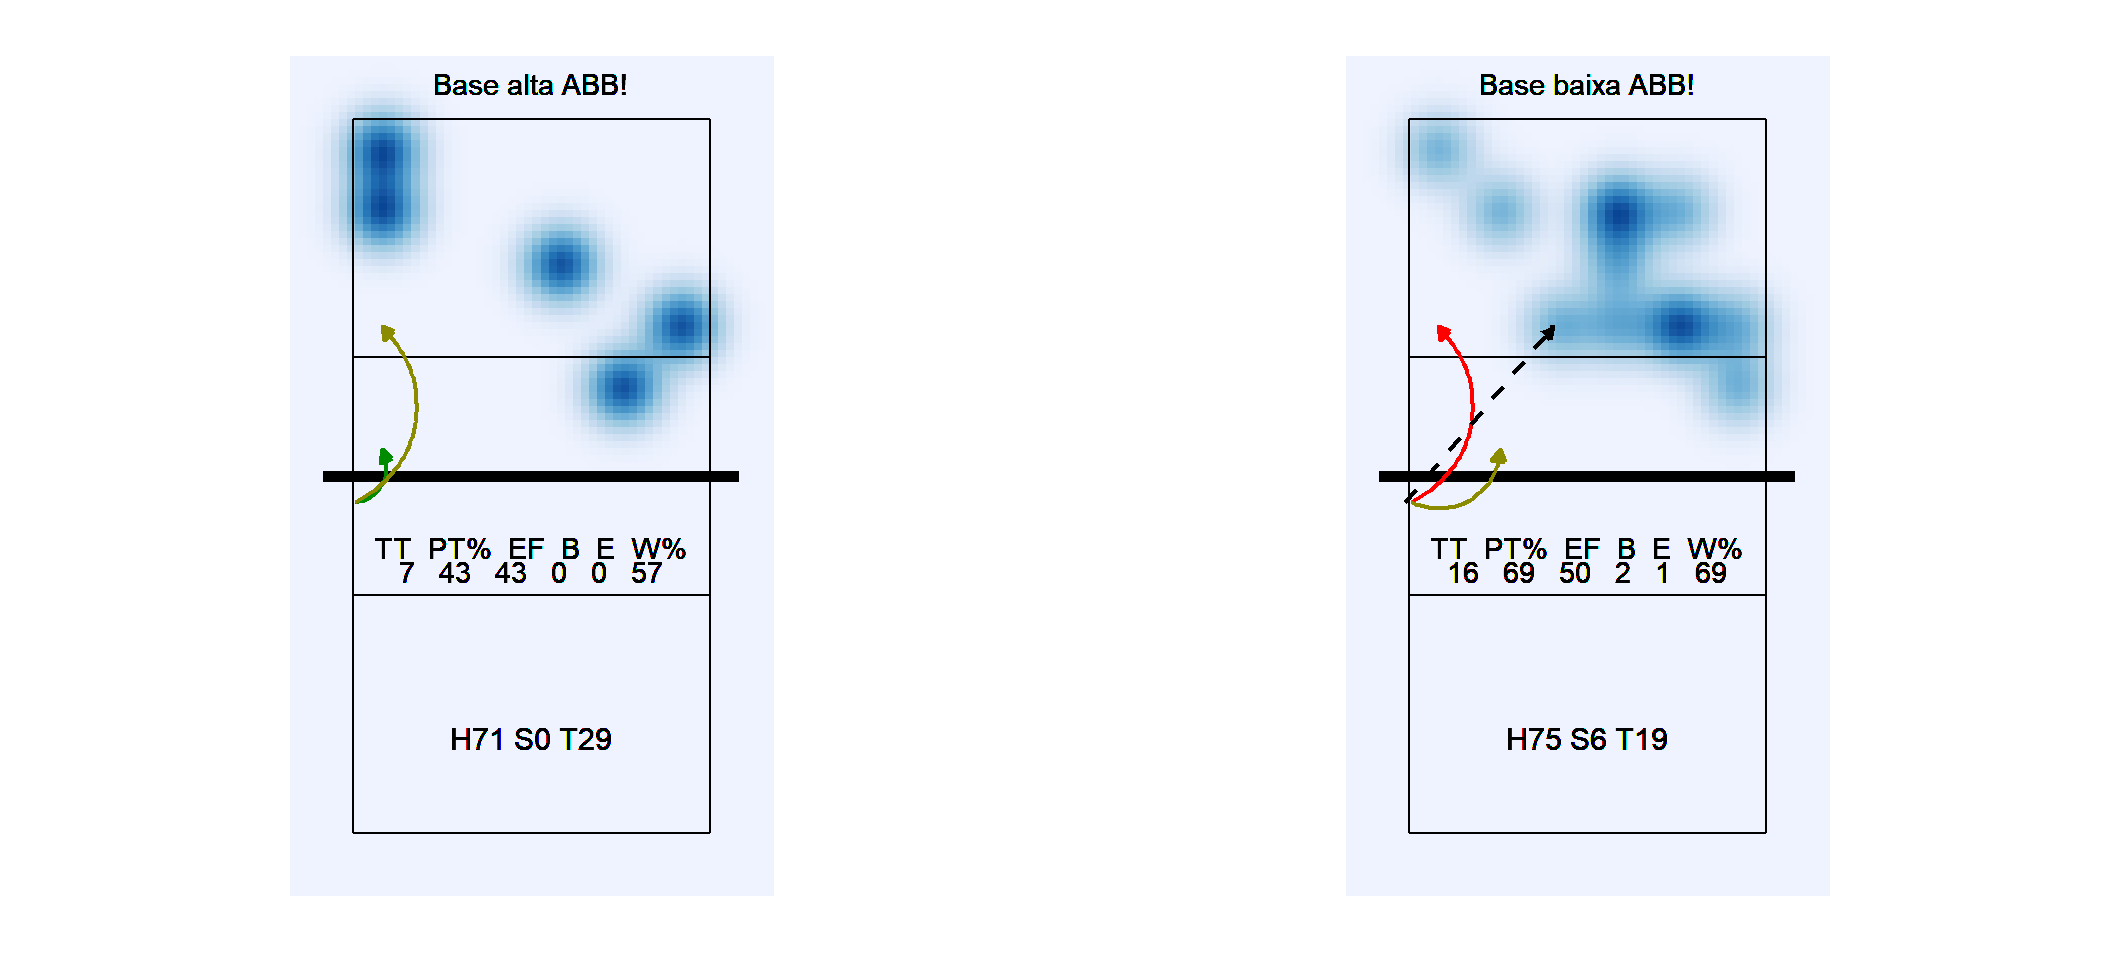 Base alta ABB!
TT PT% EF B E W%
7 43 43 0 0 57
H71 S0 T29
Base baixa ABB!
TT PT% EF B E W%
16 69 50 2 1 69
H75 S6 T19